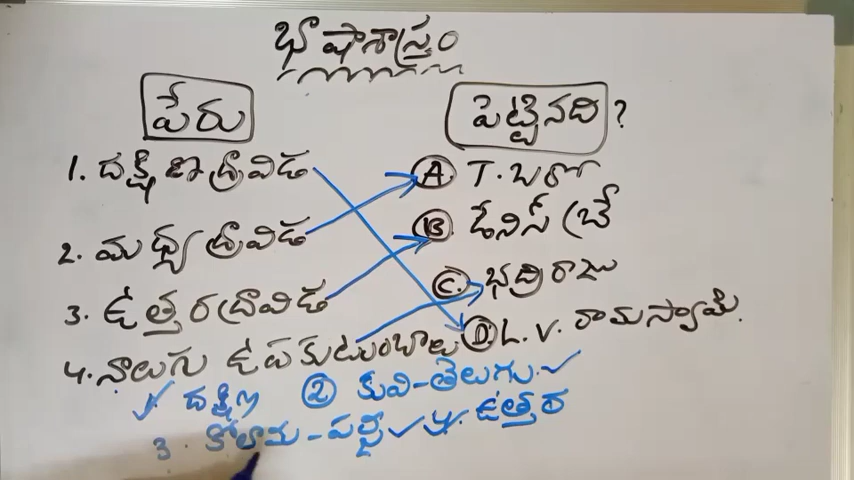 భాషాశాస్త్రం
పేరు పెట్టినది ?
1. దక్షిణ ద్రావిడ A T. బరో
2. మధ్య ద్రావిడ B డేనిస్ బ్రే
3. ఉత్తర ద్రావిడ C. భద్రిరాజు
4. నాలుగు ఉపకుటుంబాలు D. L. V. రామస్వామి.
దక్షిణ 2 కువి-తెలుగు
3. కోలామి - పర్జీ 4. ఉత్తర